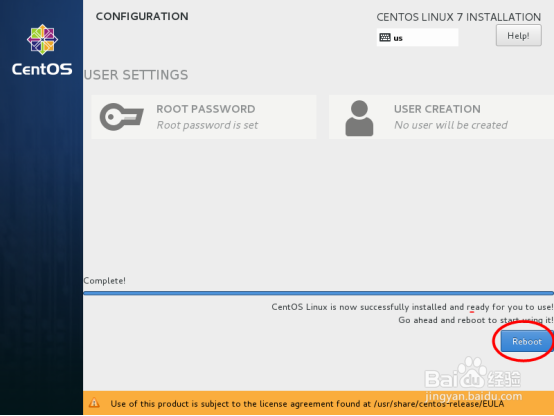 CONFIGURATION
CENTOS LINUX 7 INSTALLATION
us
Help!
CentOS
USER SETTINGS
ROOT PASSWORD
Root password is set
USER CREATION
No user will be created
Complete!
CentOS Linux is now successfully installed and ready for you to use!
Go ahead and reboot to start using it!
Reboot
Baidu 经验
jingyan.baidu.com
Use of this product is subject to the license agreement found at /usr/share/centos-release/EULA